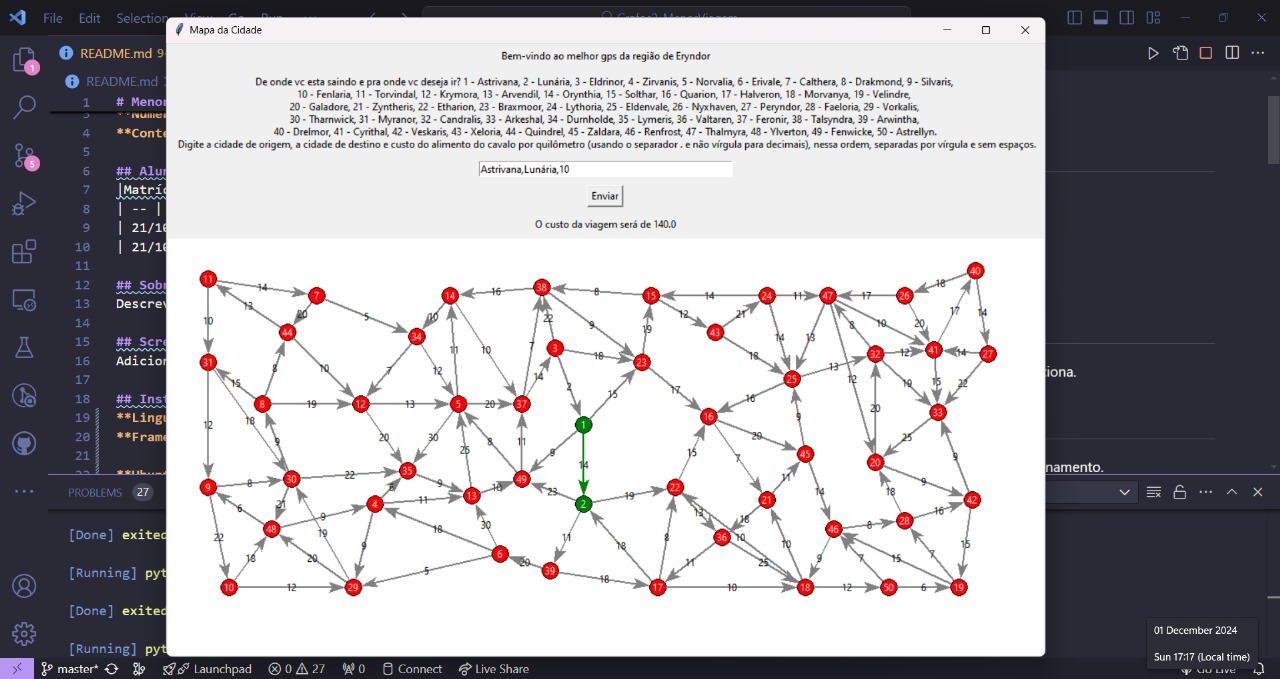 File Edit Selection View Go Run
Grafos2_MenorViagem
Mapa da Cidade
README.md 9+
README.md
Bem-vindo ao melhor gps da região de Eryndor
De onde vc esta saindo e pra onde vc deseja ir? 1 - Astrivana, 2 - Lunária, 3 - Eldrinor, 4 - Zirvanis, 5 - Norvalia, 6 - Erivale, 7 - Calthera, 8 - Drakmond, 9 - Silvaris,
10 - Fenlaria, 11 - Torvindal, 12 - Krymora, 13 - Arvendil, 14 - Orynthia, 15 - Solthar, 16 - Quarion, 17 - Halveron, 18 - Morvanya, 19 - Velindre,
20 - Galadore, 21 - Zyntheris, 22 - Etharion, 23 - Braxmoor, 24 - Lythoria, 25 - Eldenvale, 26 - Nyxhaven, 27 - Peryndor, 28 - Faeloria, 29 - Vorkalis,
30 - Tharnwick, 31 - Myranor, 32 - Candralis, 33 - Arkeshal, 34 - Durnholde, 35 - Lymeris, 36 - Valtaren, 37 - Feronir, 38 - Talsyndra, 39 - Arwintha,
40 - Drelmor, 41 - Cyrithal, 42 - Veskaris, 43 - Xeloria, 44 - Quindrel, 45 - Zaldara, 46 - Renfrost, 47 - Thalmyra, 48 - Ylverton, 49 - Fenwicke, 50 - Astrellyn.
Digite a cidade de origem, a cidade de destino e custo do alimento do cavalo por quilômetro (usando o separador . e não vírgula para decimais), nessa ordem, separadas por vírgula e sem espaços.
Astrivana,Lunária,10
Enviar
O custo da viagem será de 140.0
1 # Menor
3 **Númer
4 **Conte
5
6 ## Alun
7 |Matríc
8 | -- |
9 | 21/10
10 | 21/10
11
12 ## Sobr
13 Descrev
14
15 ## Scre
16 Adicion
17
18 ## Inst
19 **Lingu
20 **Frame
21
iona.
namento.
PROBLEMS 27
[Done] exited
[Running] pyt
[Done] exited
[Running] pyt
40
11 14 7 14 16 38 8 15 14 24 11 47 17 26 18
13 20 5 10 22 12 21 17 14
10 44 34 9 19 43 14 13 8 10 20
31 10 7 12 11 10 7 3 18 23 18 25 13 32 12 41 14 27
15 8 14 2 17 12 19 15 22
8 19 12 13 5 20 37 15 16 16 33
12 18 9 20 30 8 11 1 9 20 9 20 25 9
30 22 35 25 9 14 15 7 45 20
9 8 9 13 10 49 23 19 22 11 14 9 42
6 21 4 11 2 13 21 18 16
48 9 19 18 30 11 18 36 10 18 46 8 28
22 18 20 9 6 20 39 8 11 25 10 9 7 15 7 15
10 12 29 5 18 17 10 18 12 50 6 19
01 December 2024
Sun 17:17 (Local time)
master* Launchpad 0 27 0 Connect Live Share
Go Live
1
5